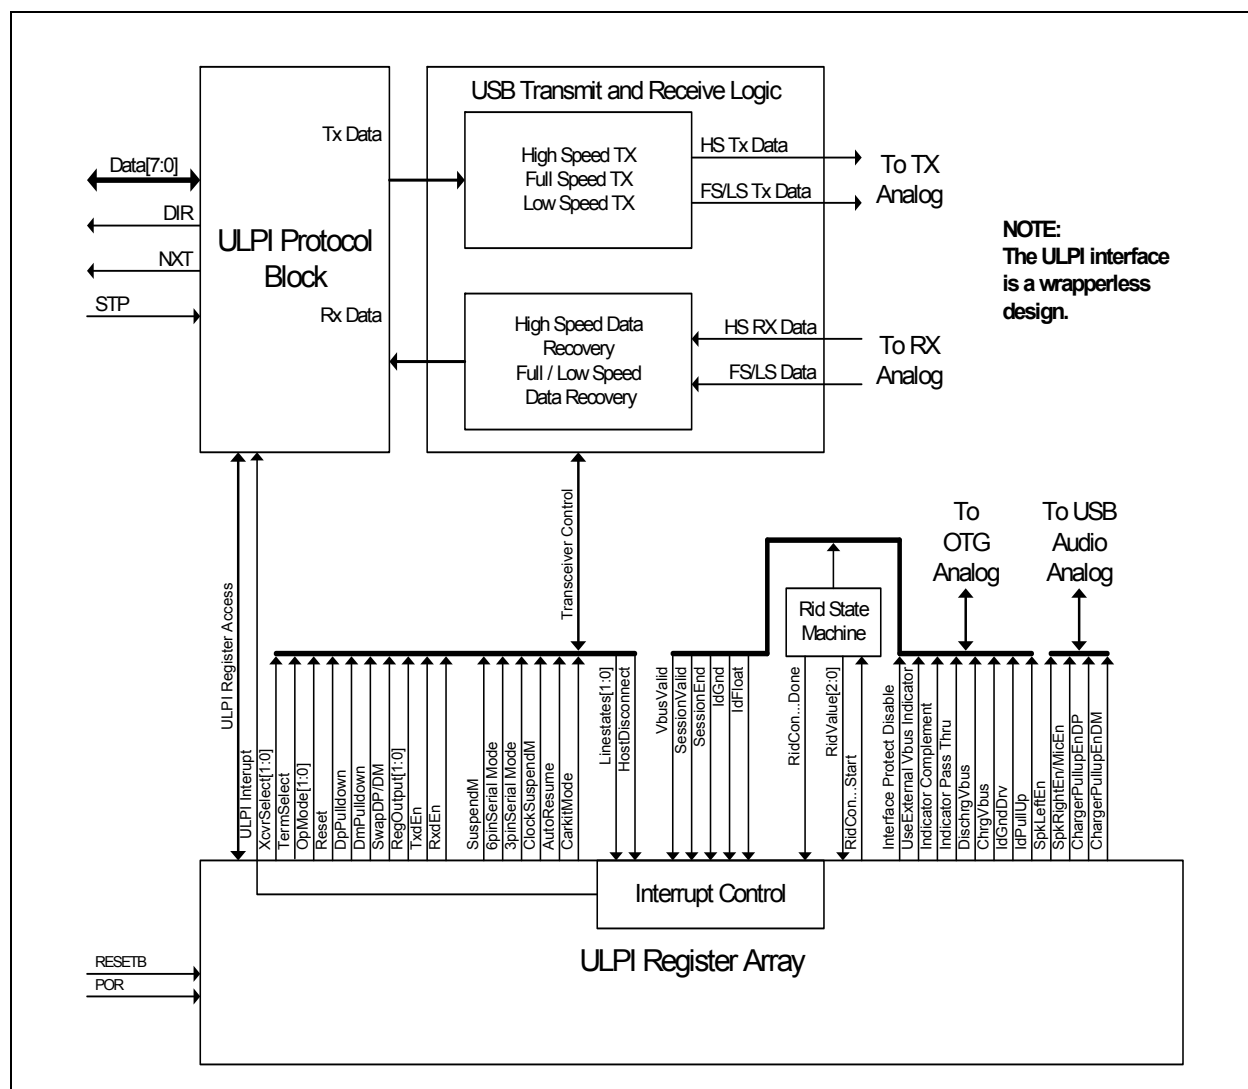 USB Transmit and Receive Logic
Tx Data
High Speed TX
Full Speed TX
Low Speed TX
HS Tx Data
FS/LS Tx Data
To TX
Analog
Data[7:0]
DIR
NXT
STP
ULPI Protocol
Block
Rx Data
High Speed Data
Recovery
Full / Low Speed
Data Recovery
HS RX Data
FS/LS Data
To RX
Analog
NOTE:
The ULPI interface
is a wrapperless
design.
ULPI Register Access
ULPI Interupt
Transceiver Control
To
OTG
Analog
To USB
Audio
Analog
Rid State
Machine
XcvrSelect[1:0]
TermSelect
OpMode[1:0]
Reset
DpPulldown
DmPulldown
SwapDP/DM
RegOutput[1:0]
TxdEn
RxdEn
SuspendM
6pinSerial Mode
3pinSerial Mode
ClockSuspendM
AutoResume
CarkitMode
Linestates[1:0]
HostDisconnect
VbusValid
SessionValid
SessionEnd
IdGnd
IdFloat
RidCon...Done
RidValue[2:0]
RidCon...Start
Interface Protect Disable
UseExternal Vbus Indicator
Indicator Complement
Indicator Pass Thru
DischrgVbus
ChrgVbus
IdGndDrv
IdPullUp
SpkLeftEn
SpkRightEn/MicEn
ChargerPullupEnDP
ChargerPullupEnDM
Interrupt Control
ULPI Register Array
RESETB
POR